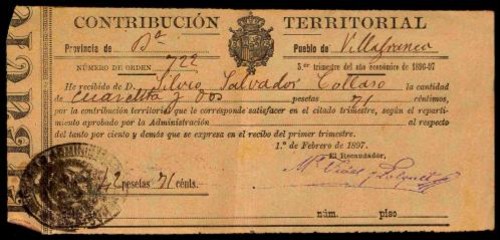 CONTRIBUCIÓN TERRITORIAL
Provincia de Ba Pueblo de Villafranca
NÚMERO DE ORDEN 722 3.er trimestre del año económico de 1896-97
He recibido de D. Silvio Salvador Collaso la cantidad
de cuarenta y dos pesetas 71 céntimos,
por la contribución territorial que le corresponde satisfacer en el citado trimestre, según el reparti-
miento aprobado por la Administración al respecto
del tanto por ciento y demás que se expresa en el recibo del primer trimestre.
1.º de Febrero de 1897.
El Recaudador,
42 pesetas 71 cénts.
núm. piso